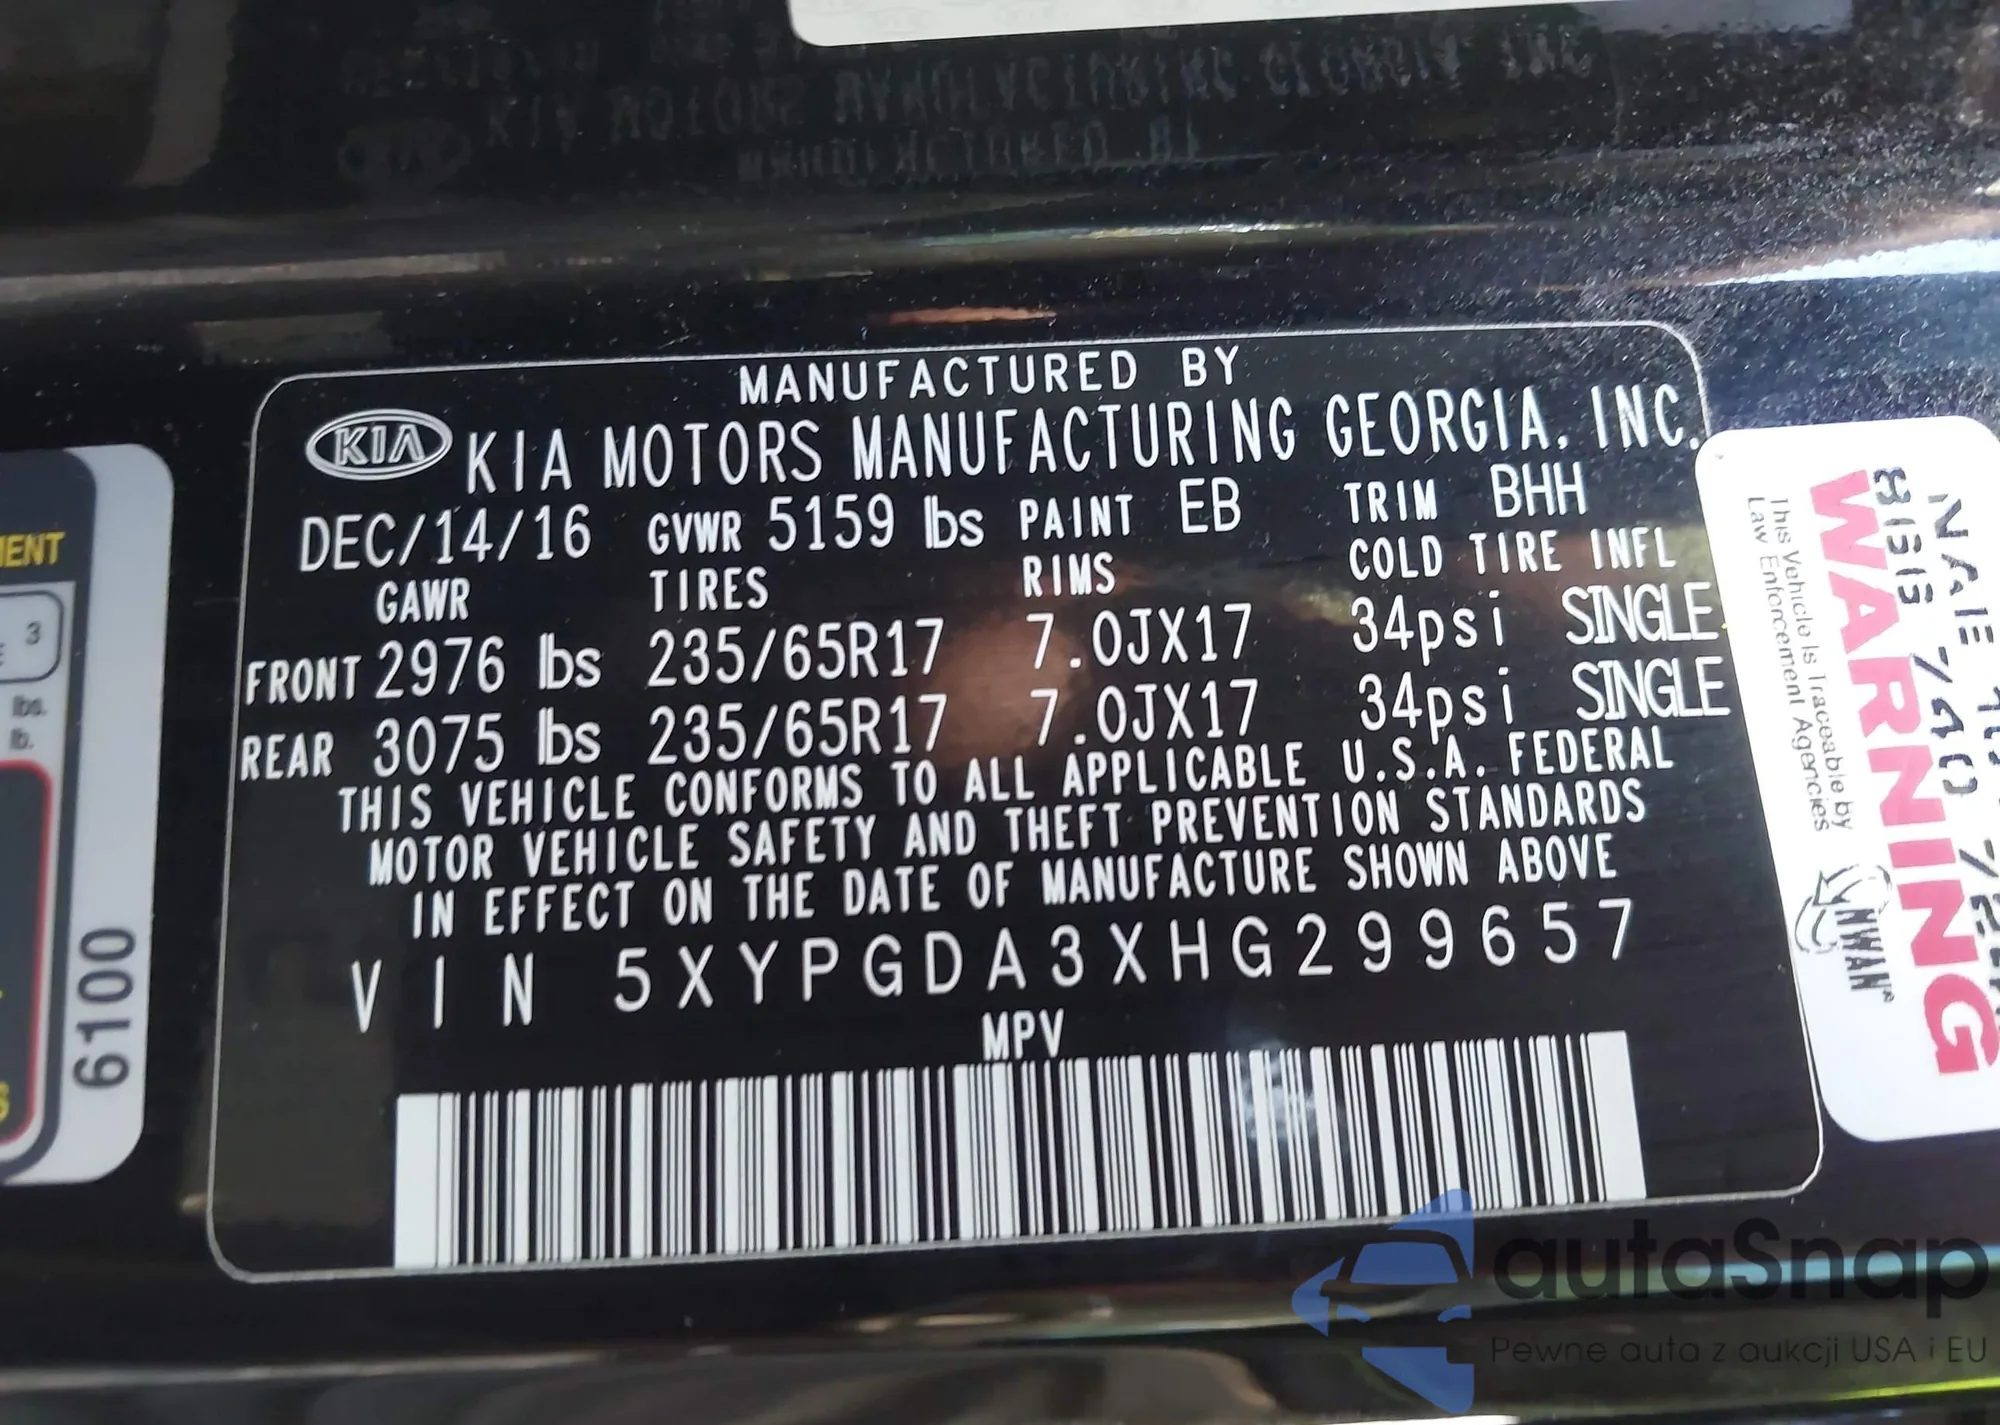 MANUFACTURED BY
KIA KIA MOTORS MANUFACTURING GEORGIA, INC.
DEC/14/16 GVWR 5159 lbs PAINT EB TRIM BHH
GAWR TIRES RIMS COLD TIRE INFL
FRONT 2976 lbs 235/65R17 7.0JX17 34psi SINGLE
REAR 3075 lbs 235/65R17 7.0JX17 34psi SINGLE
THIS VEHICLE CONFORMS TO ALL APPLICABLE U.S.A. FEDERAL
MOTOR VEHICLE SAFETY AND THEFT PREVENTION STANDARDS
IN EFFECT ON THE DATE OF MANUFACTURE SHOWN ABOVE
VIN 5XYPGDA3XHG299657
MPV
3
lbs.
lb.
6100
WARNING
This Vehicle Is Traceable by
Law Enforcement Agencies
NWAN®
autaSnap
Pewne auta z aukcji USA i EU